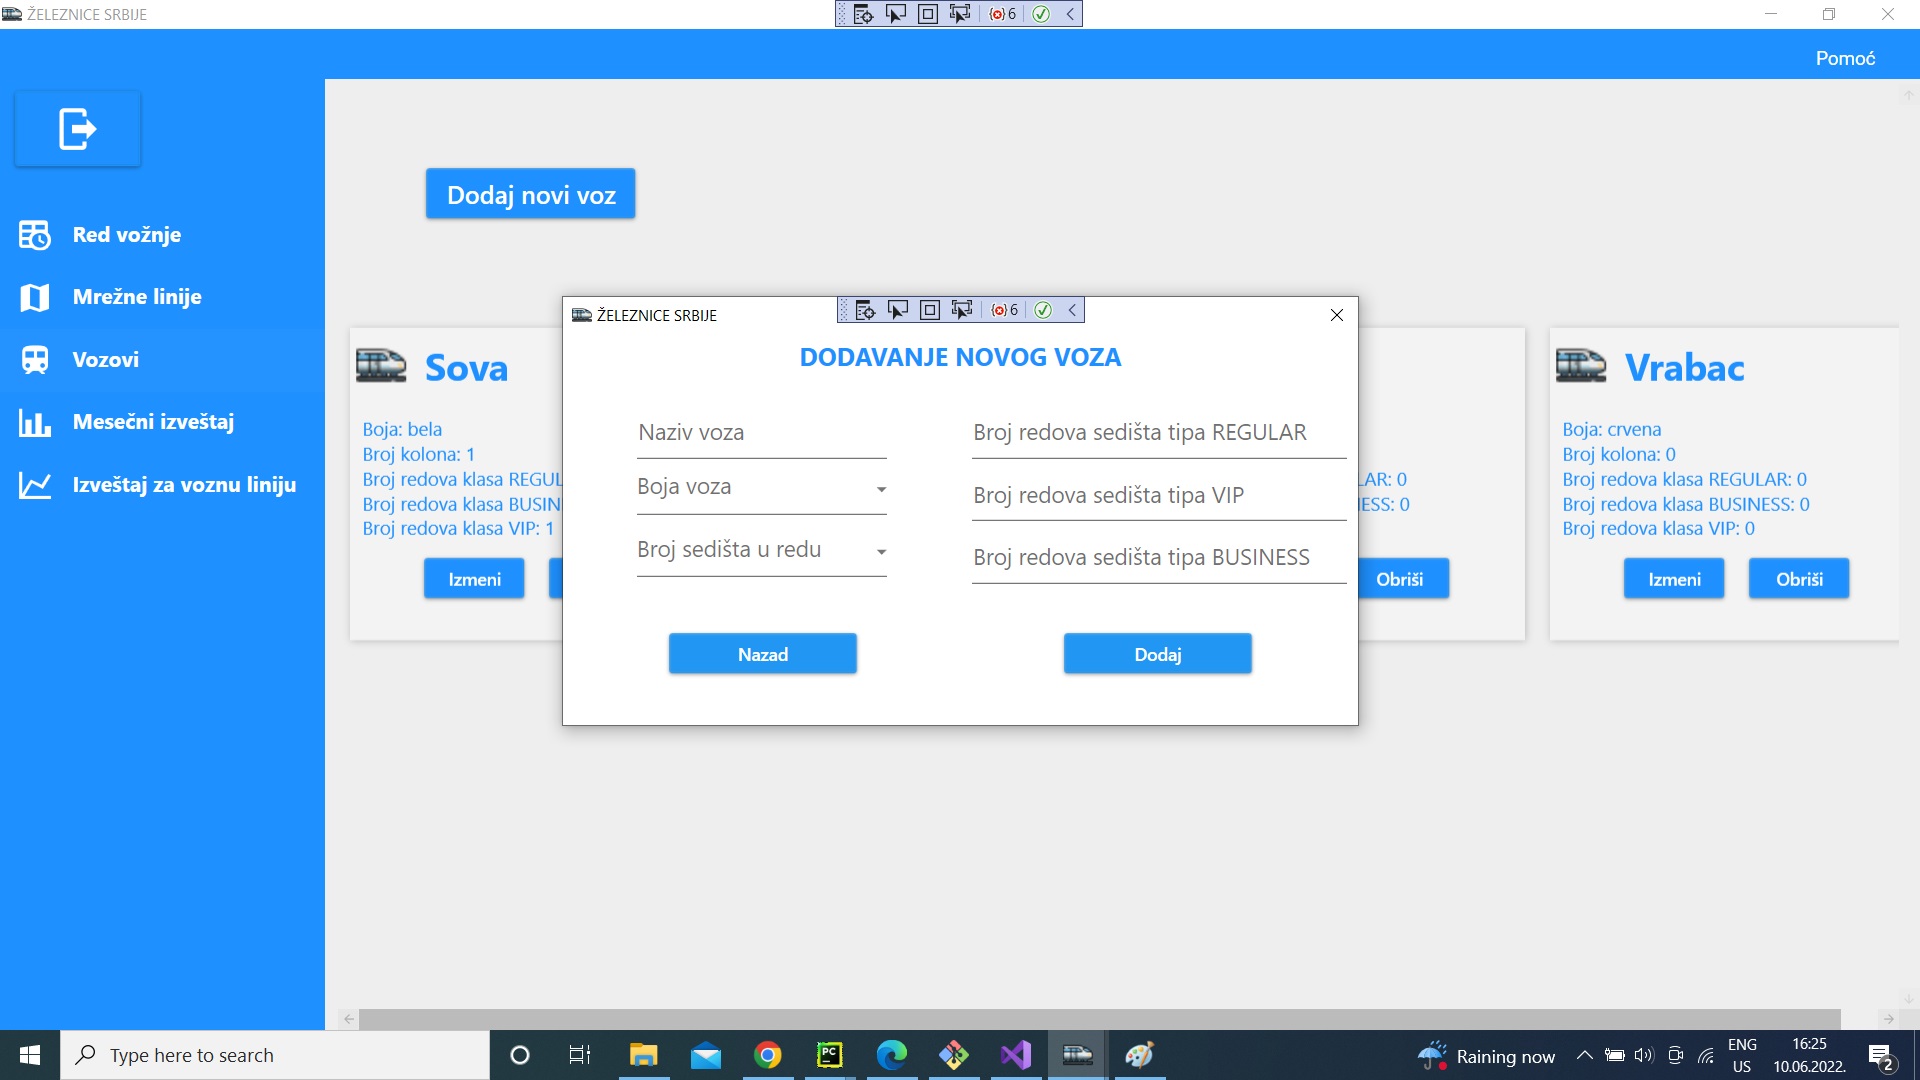 ŽELEZNICE SRBIJE
6
Pomoć
Dodaj novi voz
Red vožnje
Mrežne linije
Vozovi
Mesečni izveštaj
Izveštaj za voznu liniju
Sova
Boja: bela
Broj kolona: 1
Broj redova klasa REGUL
Broj redova klasa BUSIN
Broj redova klasa VIP: 1
Izmeni
ŽELEZNICE SRBIJE
6
DODAVANJE NOVOG VOZA
Naziv voza
Boja voza
Broj sedišta u redu
Broj redova sedišta tipa REGULAR
Broj redova sedišta tipa VIP
Broj redova sedišta tipa BUSINESS
Nazad
Dodaj
LAR: 0
ESS: 0
Obriši
Vrabac
Boja: crvena
Broj kolona: 0
Broj redova klasa REGULAR: 0
Broj redova klasa BUSINESS: 0
Broj redova klasa VIP: 0
Izmeni
Obriši
Type here to search
PC
Raining now
ENG
US
16:25
10.06.2022.
2